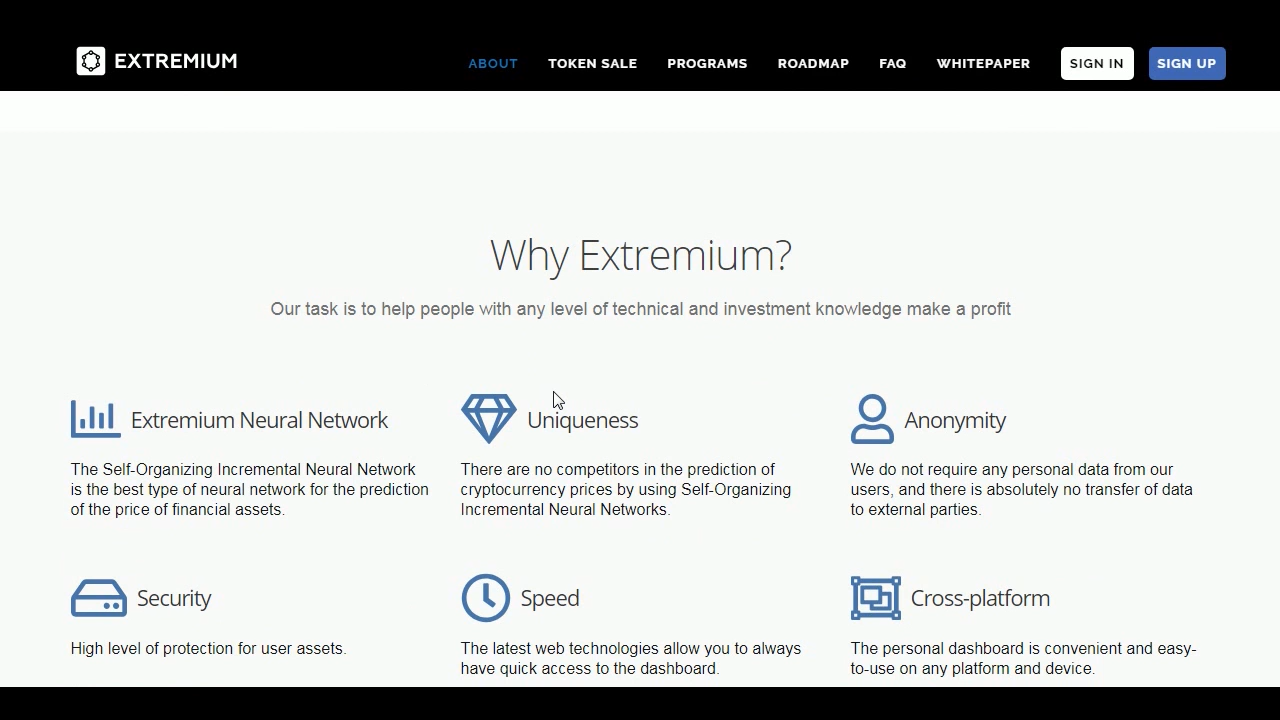 EXTREMIUM
ABOUT TOKEN SALE PROGRAMS ROADMAP FAQ WHITEPAPER SIGN IN SIGN UP
Why Extremium?
Our task is to help people with any level of technical and investment knowledge make a profit
Extremium Neural Network
The Self-Organizing Incremental Neural Network
is the best type of neural network for the prediction
of the price of financial assets.
Uniqueness
There are no competitors in the prediction of
cryptocurrency prices by using Self-Organizing
Incremental Neural Networks.
Anonymity
We do not require any personal data from our
users, and there is absolutely no transfer of data
to external parties.
Security
High level of protection for user assets.
Speed
The latest web technologies allow you to always
have quick access to the dashboard.
Cross-platform
The personal dashboard is convenient and easy-
to-use on any platform and device.